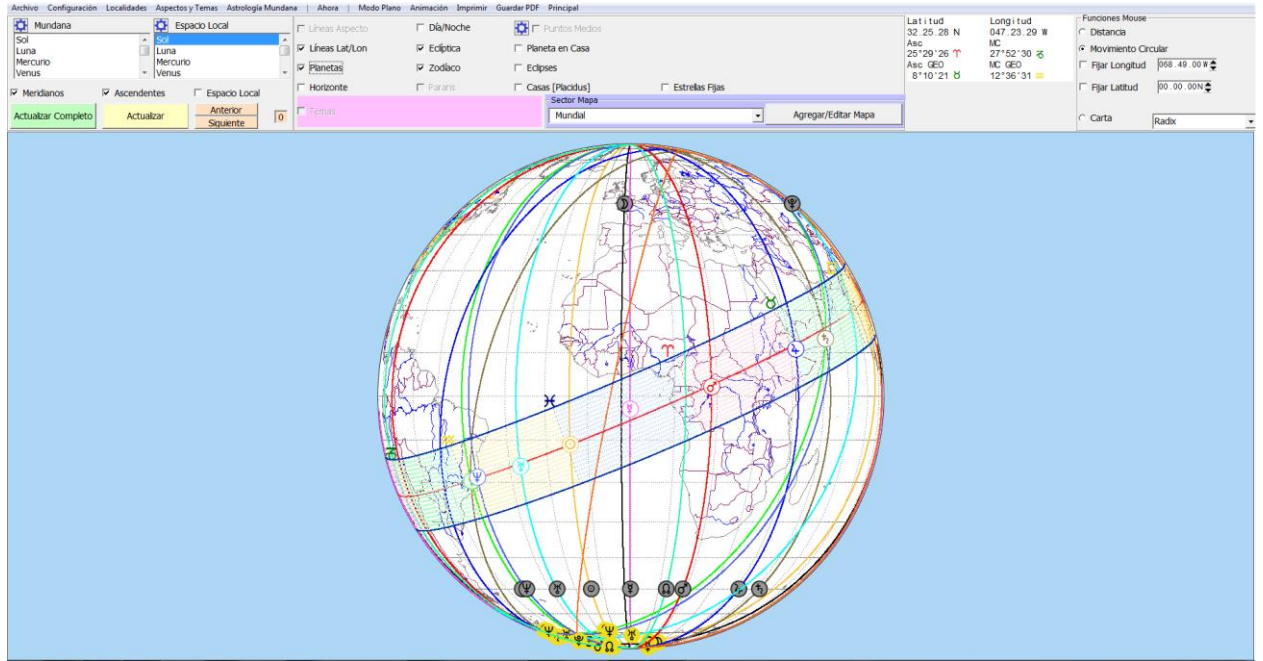 Archivo Configuración Localidades Aspectos y Temas Astrología Mundana | Ahora | Modo Plano Animación Imprimir Guardar PDF Principal
Mundana
Sol
Luna
Mercurio
Venus
Espacio Local
Sol
Luna
Mercurio
Venus
Meridianos Ascendentes Espacio Local
Actualizar Completo Actualizar Anterior
Siguiente
0
Líneas Aspecto Día/Noche Puntos Medios
Líneas Lat/Lon Eclíptica Planeta en Casa
Planetas Zodíaco Eclipses
Horizonte Parans Casas [Placidus] Estrellas Fijas
Temas
Sector Mapa
Mundial Agregar/Editar Mapa
Latitud Longitud
32.25.28 N 047.23.29 W
Asc MC
25°29'26 ♈ 27°52'30 ♑
Asc GEO MC GEO
8°10'21 ♉ 12°36'31 ♒
Funciones Mouse
Distancia
Movimiento Circular
Fijar Longitud 068.49.00W
Fijar Latitud 00.00.00N
Carta Radix